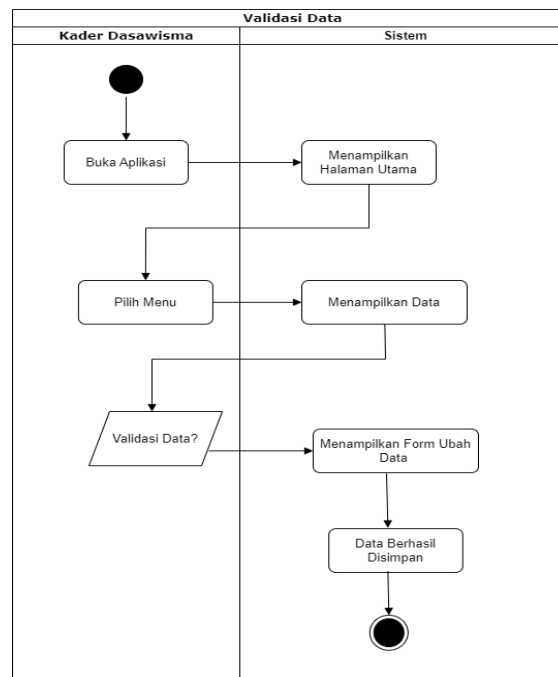 Validasi Data
Kader Dasawisma
Sistem
Buka Aplikasi
Menampilkan
Halaman Utama
Pilih Menu
Menampilkan Data
Validasi Data?
Menampilkan Form Ubah
Data
Data Berhasil
Disimpan